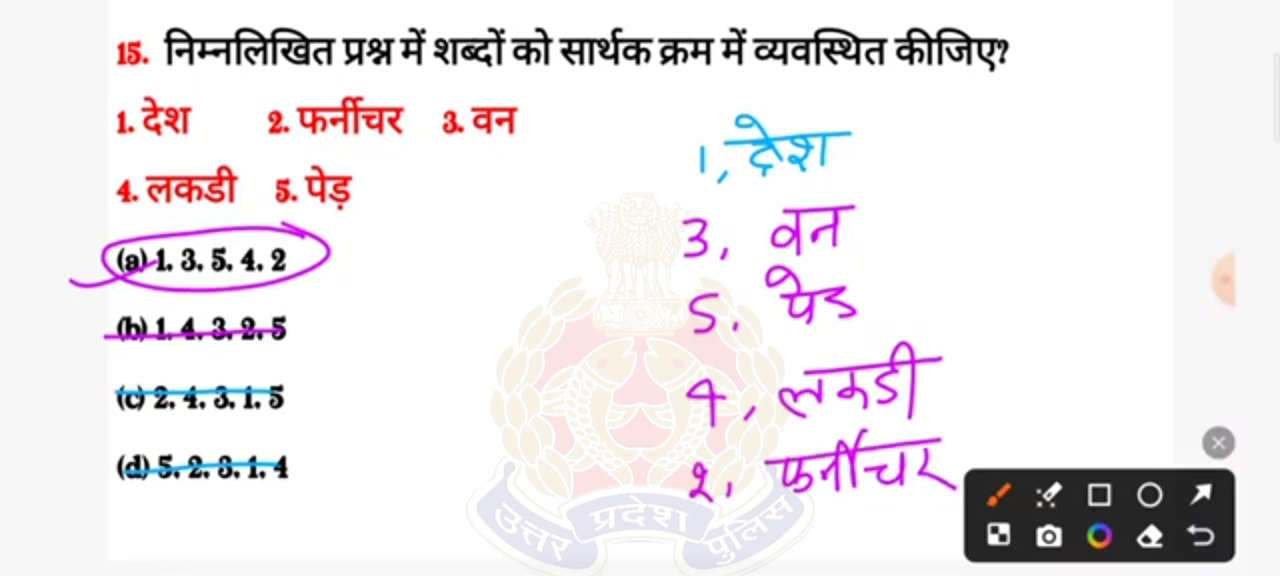 15. निम्नलिखित प्रश्न में शब्दों को सार्थक क्रम में व्यवस्थित कीजिए?
1. देश 2. फर्नीचर 3. वन
4. लकडी 5. पेड़
(a) 1. 3. 5. 4. 2
(b) 1. 4. 3. 2. 5
(c) 2. 4. 3. 1. 5
(d) 5. 2. 3. 1. 4
1, देश
3, वन
5. पेड
4, लकडी
2, फर्नीचर
उत्तर प्रदेश पुलिस